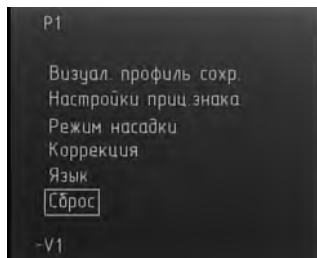 P1
Визуал. профиль сохр.
Настройки приц.знака
Режим насадки
Коррекция
Язык
Сброс
-V1